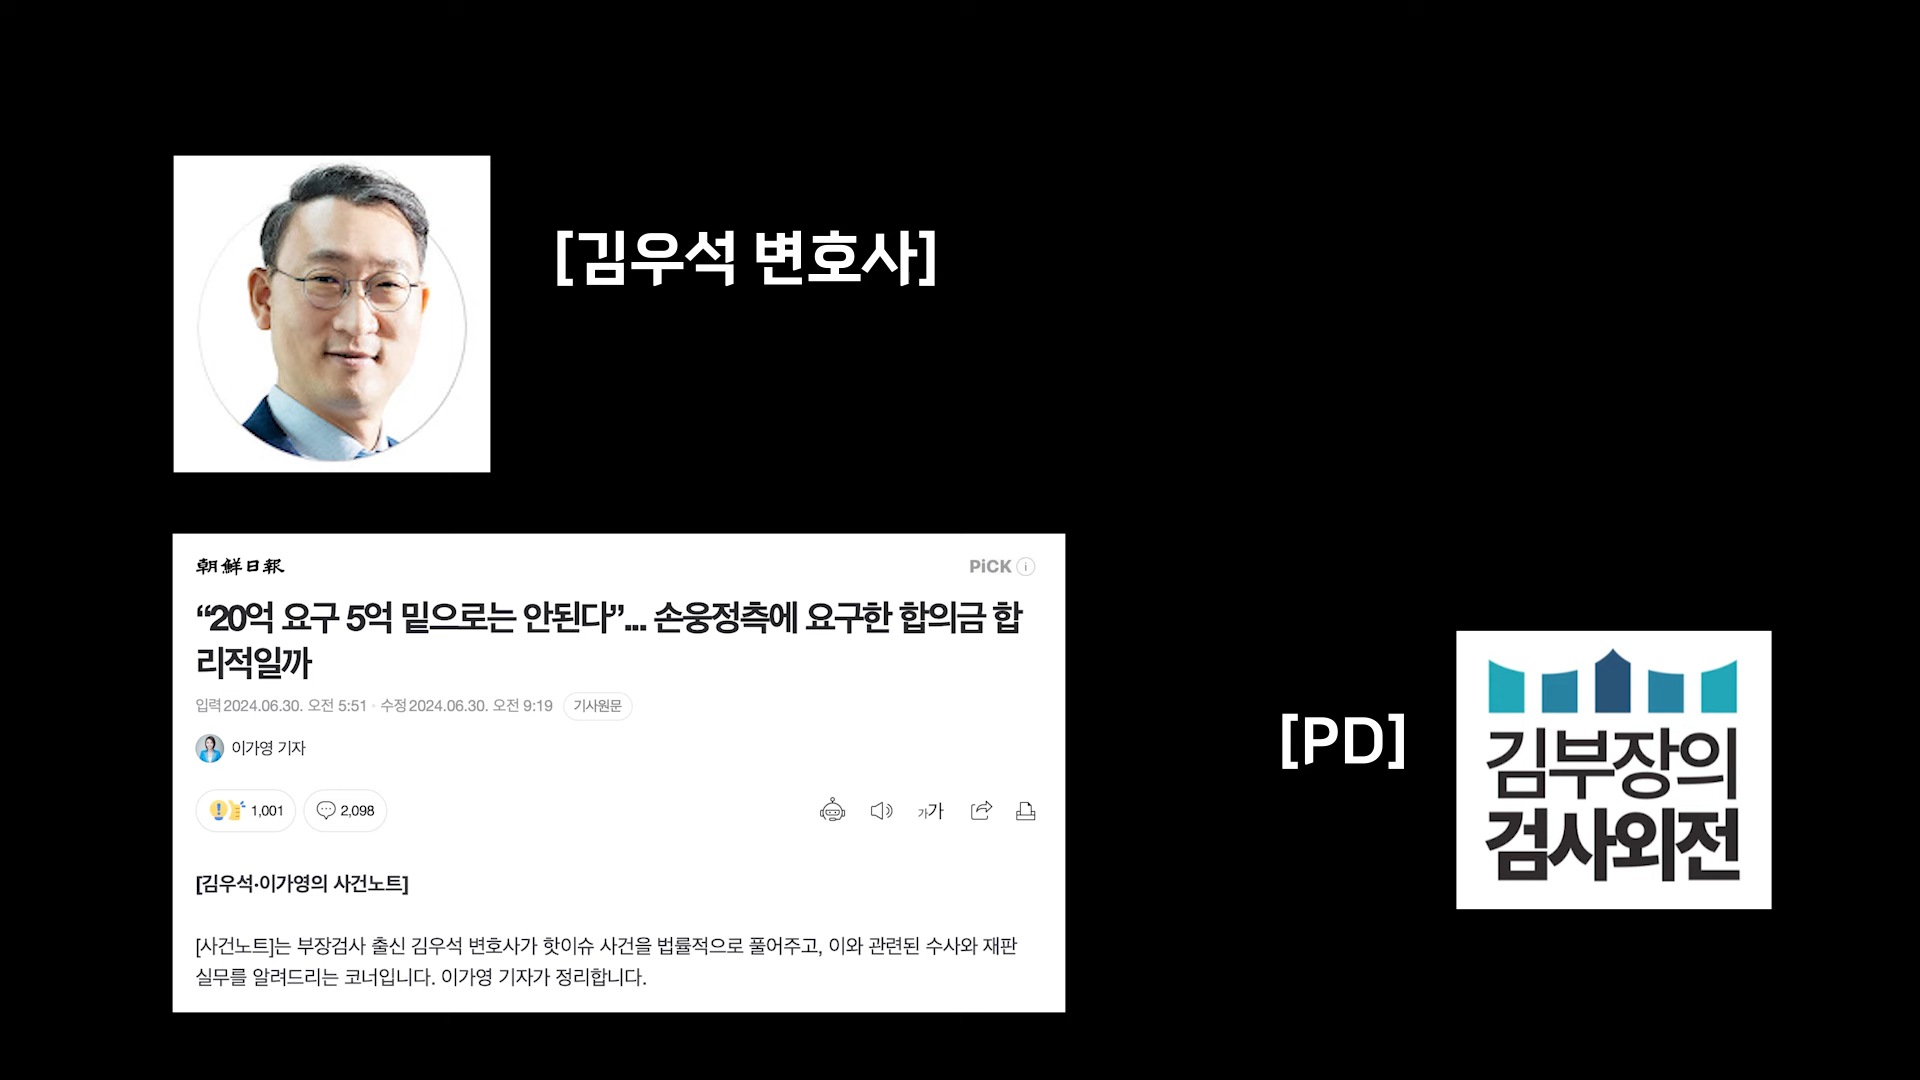 [김우석 변호사]
朝鮮日報
PiCK
“20억 요구 5억 밑으로는 안된다”... 손웅정측에 요구한 합의금 합
리적일까
입력 2024.06.30. 오전 5:51 · 수정 2024.06.30. 오전 9:19 기사원문
이가영 기자
1,001 2,098
가가
[김우석·이가영의 사건노트]
[사건노트]는 부장검사 출신 김우석 변호사가 핫이슈 사건을 법률적으로 풀어주고, 이와 관련된 수사와 재판
실무를 알려드리는 코너입니다. 이가영 기자가 정리합니다.
[PD]
김부장의
검사외전